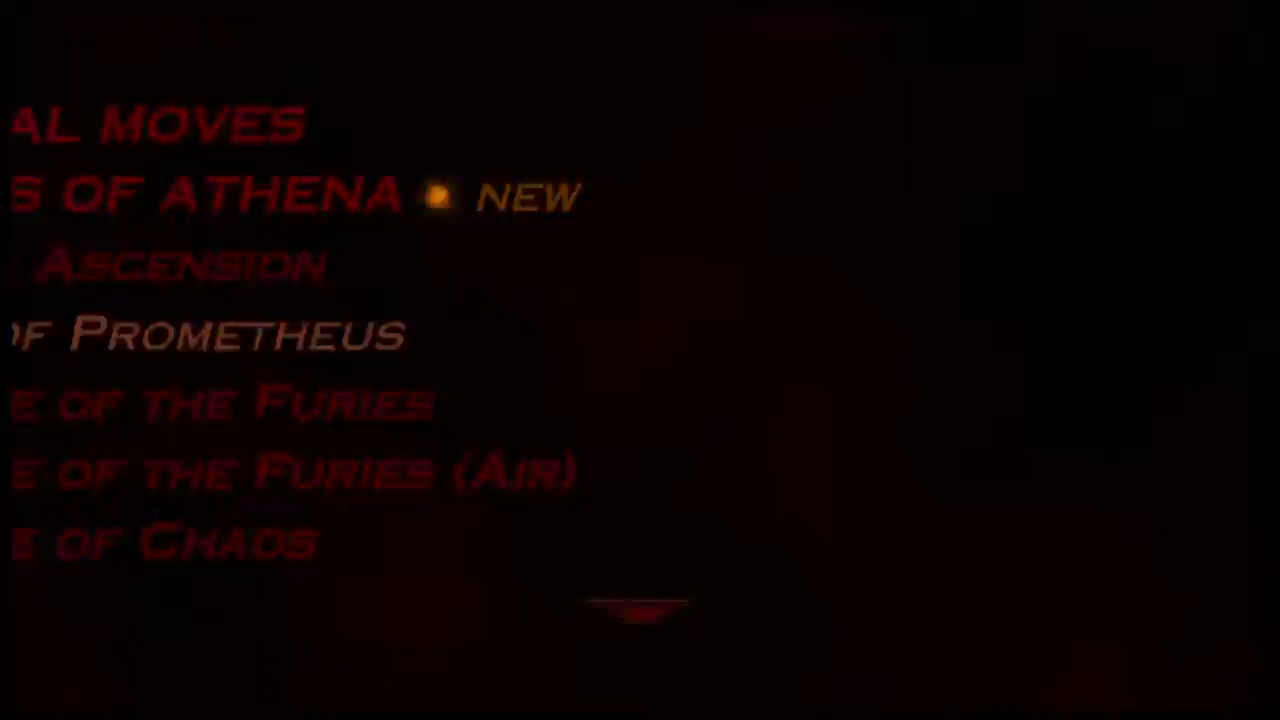 AL MOVES
S OF ATHENA NEW
: ASCENSION
OF PROMETHEUS
E OF THE FURIES
E OF THE FURIES (AIR)
E OF CHAOS